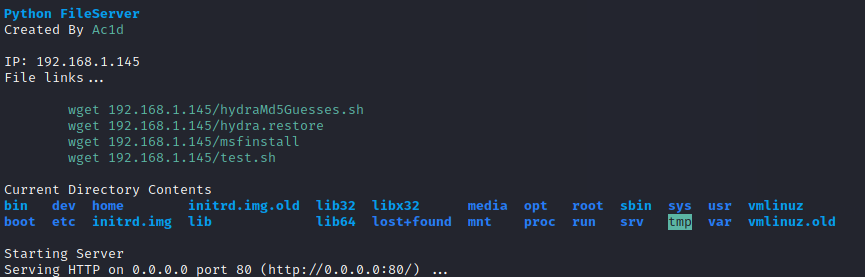 Python FileServer
Created By Ac1d
IP: 192.168.1.145
File links...
wget 192.168.1.145/hydraMd5Guesses.sh
wget 192.168.1.145/hydra.restore
wget 192.168.1.145/msfinstall
wget 192.168.1.145/test.sh
Current Directory Contents
bin dev home initrd.img.old lib32 libx32 media opt root sbin sys usr vmlinuz
boot etc initrd.img lib lib64 lost+found mnt proc run srv tmp var vmlinuz.old
Starting Server
Serving HTTP on 0.0.0.0 port 80 (http://0.0.0.0:80/) ...